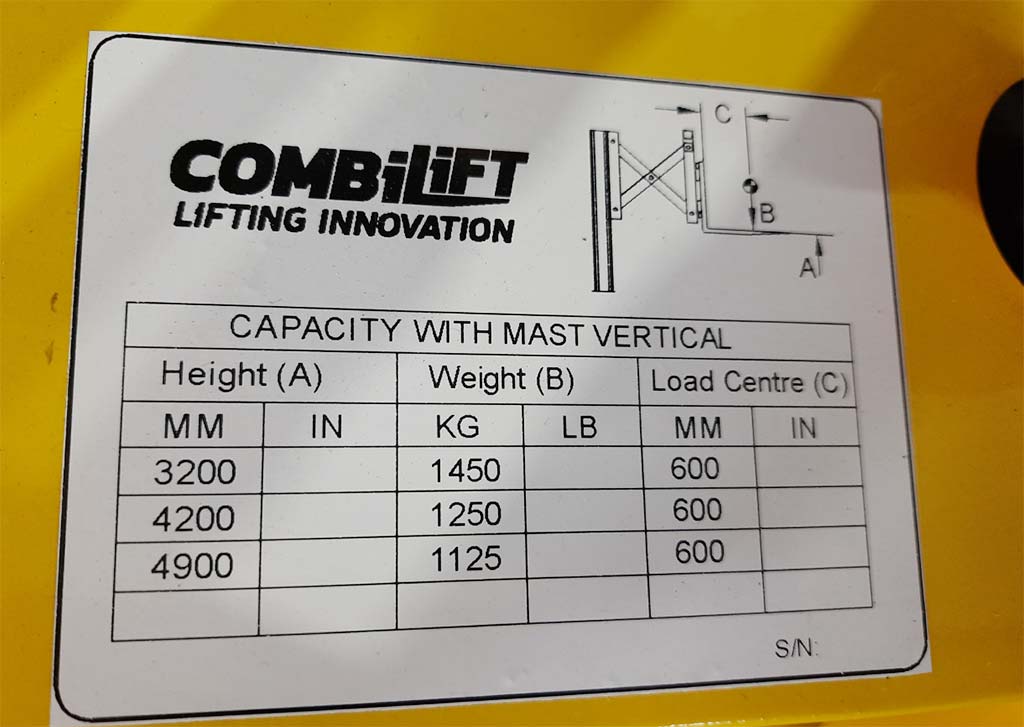 COMBiLiFT
LIFTING INNOVATION
C
B
A
CAPACITY WITH MAST VERTICAL
Height (A) Weight (B) Load Centre (C)
MM IN KG LB MM IN
3200 1450 600
4200 1250 600
4900 1125 600
S/N: